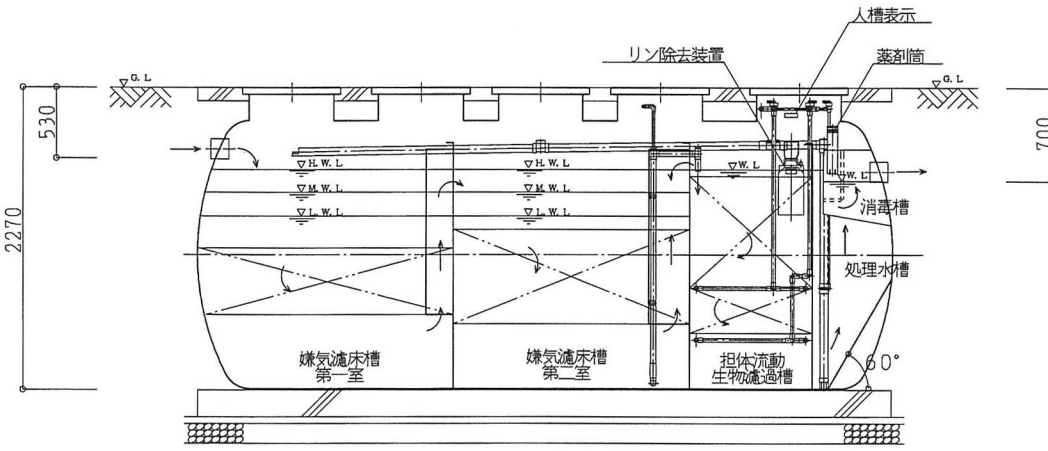 人槽表示
リン除去装置
薬剤筒
G.L
G.L
530
700
2270
H.W.L
H.W.L
W.L
W.L
M.W.L
M.W.L
L.W.L
L.W.L
消毒槽
処理水槽
嫌気濾床槽
第一室
嫌気濾床槽
第二室
担体流動
生物濾過槽
60°